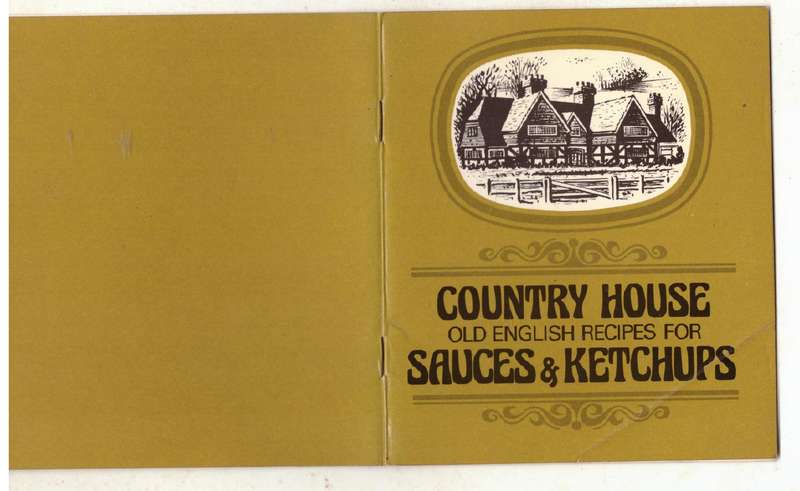 COUNTRY HOUSE
OLD ENGLISH RECIPES FOR
SAUCES & KETCHUPS